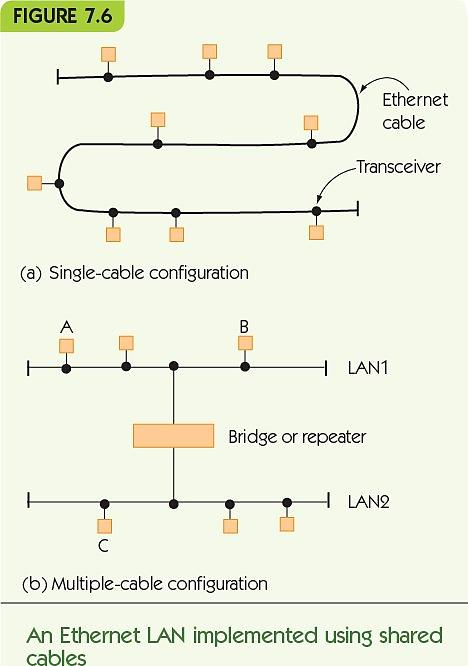 FIGURE 7.6
Ethernet
cable
Transceiver
(a) Single-cable configuration
A
B
LAN1
Bridge or repeater
LAN2
C
(b) Multiple-cable configuration
An Ethernet LAN implemented using shared
cables